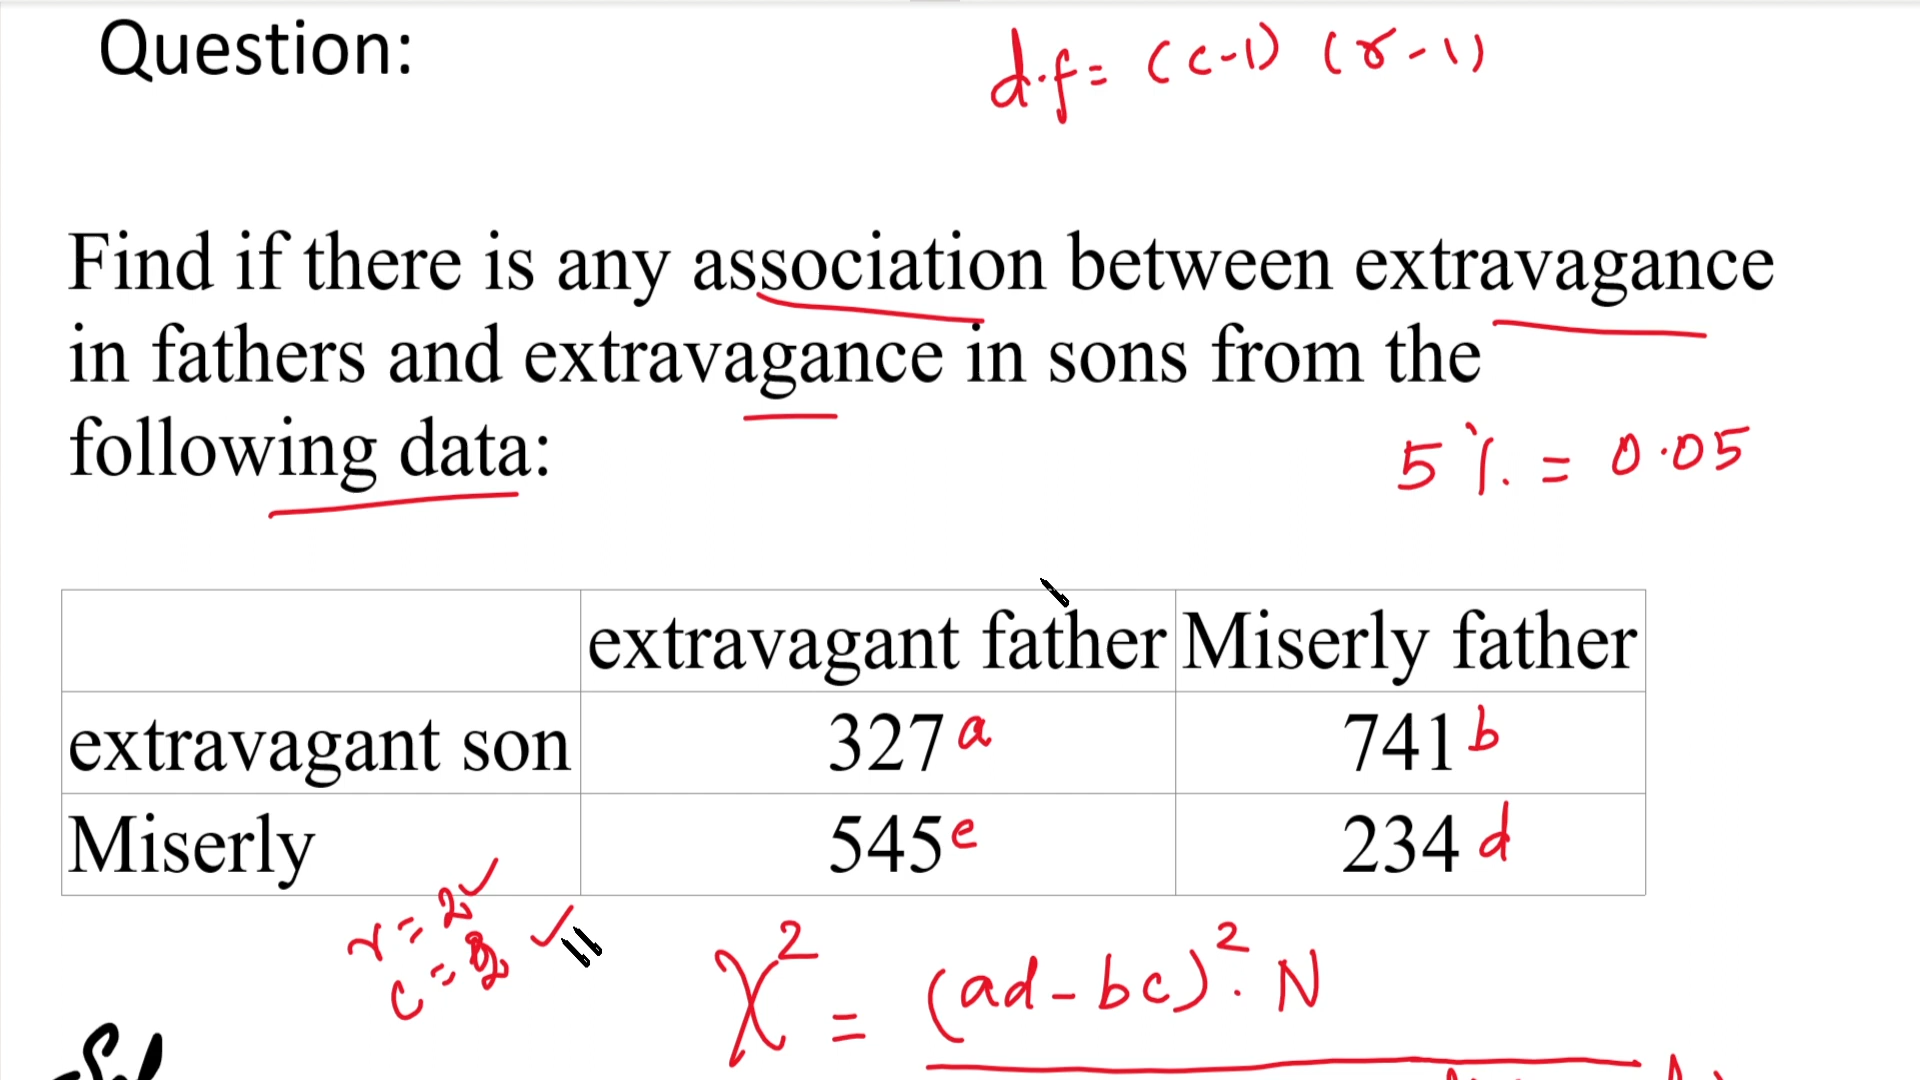 Question:
d.f = (c-1) (r-1)
Find if there is any association between extravagance
in fathers and extravagance in sons from the
following data:
5 % = 0.05
extravagant father Miserly father
extravagant son 327 a 741 b
Miserly 545 c 234 d
r = 2
c = 2
χ² = (ad - bc)². N